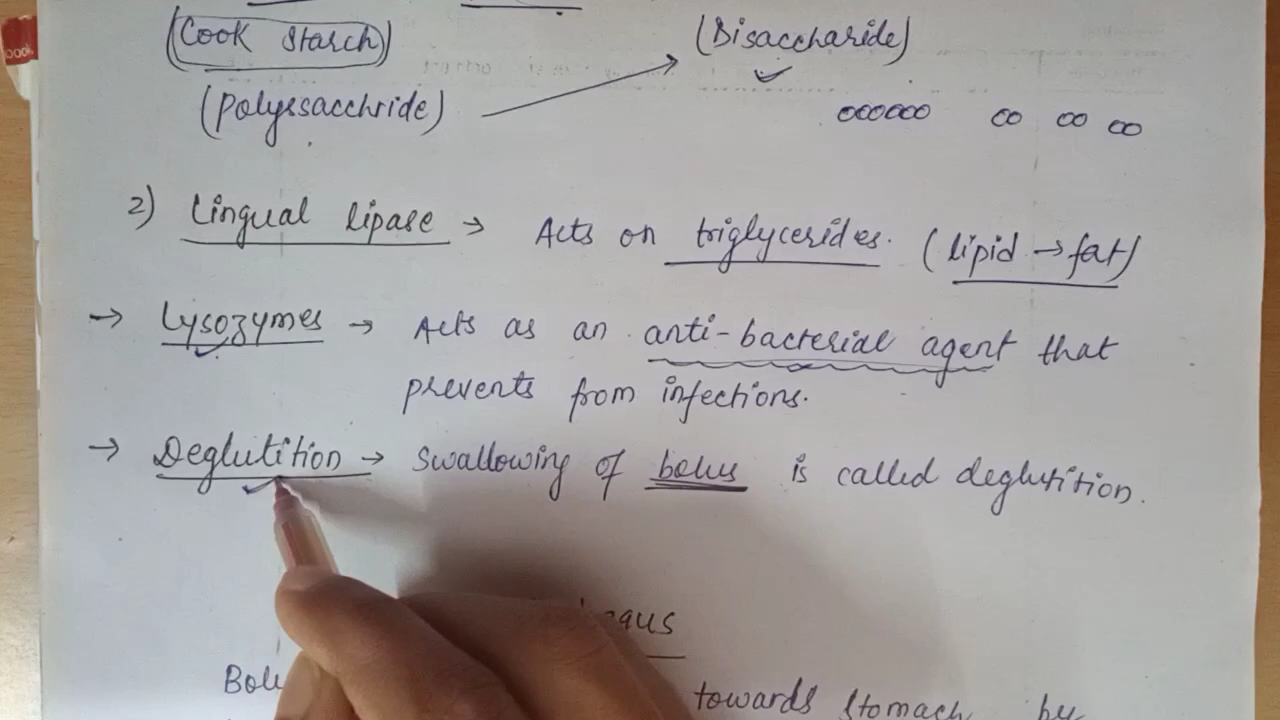 (Cook Starch) (Disaccharide)
(Polyssacchride)
2) Lingual lipase → Acts on triglycerides. (lipid → fat)
→ Lysozymes → Acts as an anti-bacterial agent that
prevents from infections.
→ Deglutition → Swallowing of bolus is called deglutition.
towards stomach by